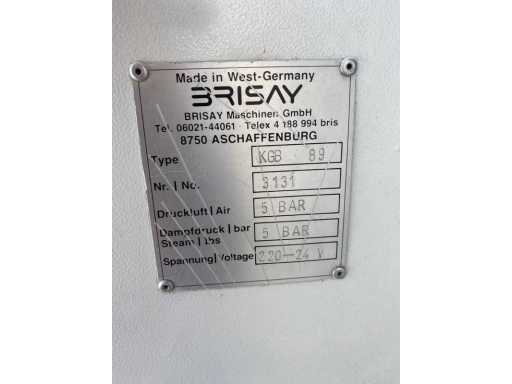 Made in West-Germany
BRISAY
BRISAY Maschinen GmbH
Tel. 06021-44061 · Telex 4 188 994 bris
8750 ASCHAFFENBURG
Type KGB - 89
Nr. | No. 3131
Druckluft | Air 5 BAR
Dampfdruck | bar 5 BAR
Steam | lbs
Spannung | Voltage 220-24 V